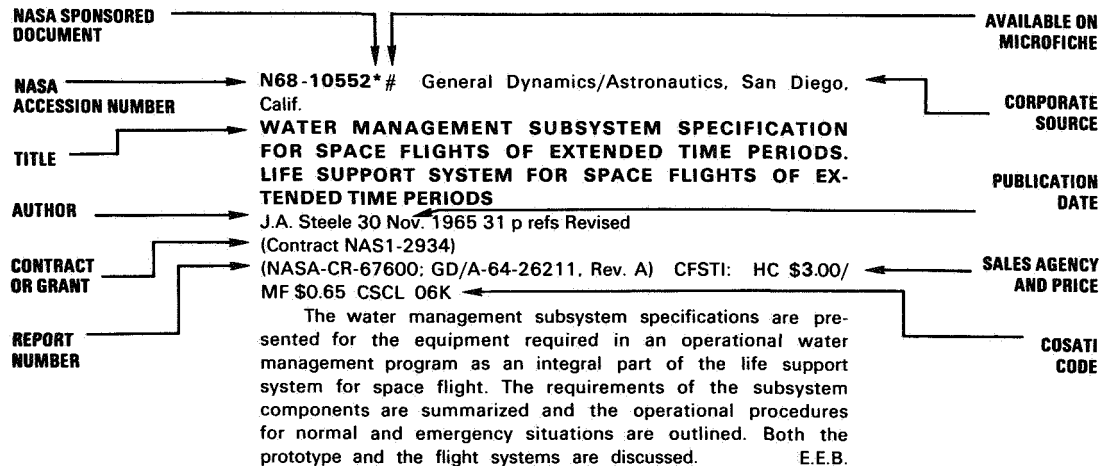 NASA SPONSORED
DOCUMENT
AVAILABLE ON
MICROFICHE
NASA
ACCESSION NUMBER
N68-10552*# General Dynamics/Astronautics, San Diego,
Calif.
CORPORATE
SOURCE
TITLE
WATER MANAGEMENT SUBSYSTEM SPECIFICATION
FOR SPACE FLIGHTS OF EXTENDED TIME PERIODS.
LIFE SUPPORT SYSTEM FOR SPACE FLIGHTS OF EX-
TENDED TIME PERIODS
PUBLICATION
DATE
AUTHOR
J.A. Steele 30 Nov. 1965 31 p refs Revised
CONTRACT
OR GRANT
(Contract NAS1-2934)
(NASA-CR-67600; GD/A-64-26211, Rev. A) CFSTI: HC $3.00/
MF $0.65 CSCL 06K
SALES AGENCY
AND PRICE
REPORT
NUMBER
COSATI
CODE
The water management subsystem specifications are pre-
sented for the equipment required in an operational water
management program as an integral part of the life support
system for space flight. The requirements of the subsystem
components are summarized and the operational procedures
for normal and emergency situations are outlined. Both the
prototype and the flight systems are discussed. E.E.B.